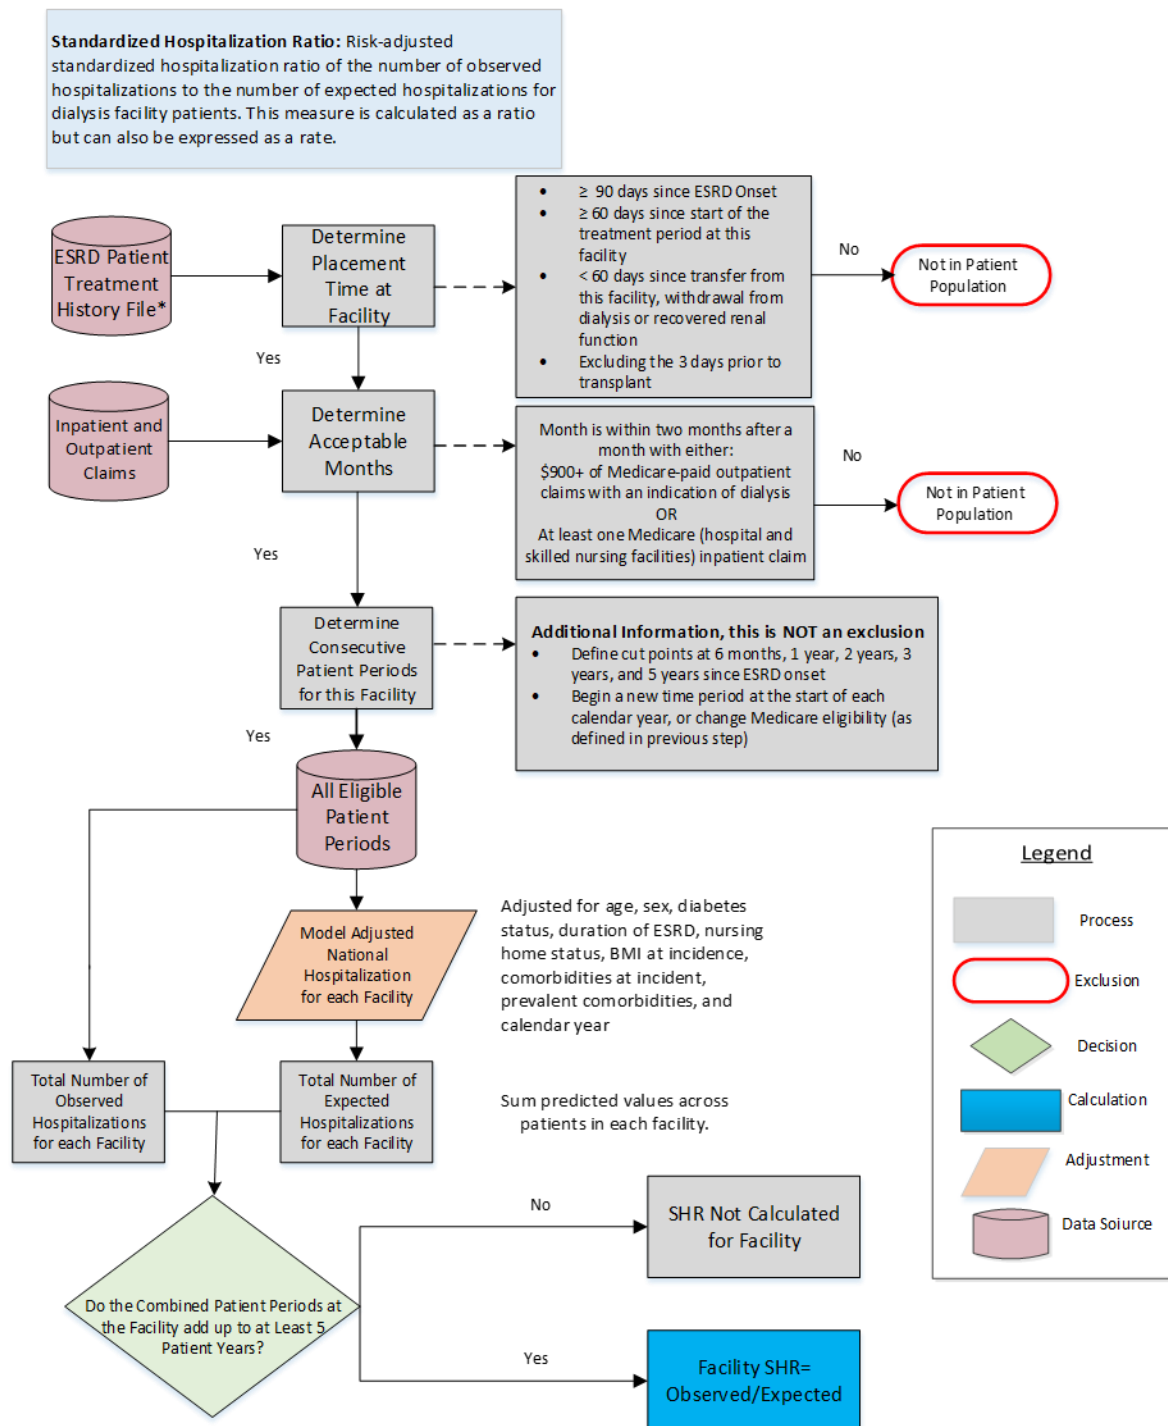 Standardized Hospitalization Ratio: Risk-adjusted
standardized hospitalization ratio of the number of observed
hospitalizations to the number of expected hospitalizations for
dialysis facility patients. This measure is calculated as a ratio
but can also be expressed as a rate.
ESRD Patient
Treatment
History File*
Determine
Placement
Time at
Facility
• ≥ 90 days since ESRD Onset
• ≥ 60 days since start of the
treatment period at this
facility
• < 60 days since transfer from
this facility, withdrawal from
dialysis or recovered renal
function
• Excluding the 3 days prior to
transplant
No
Not in Patient
Population
Yes
Inpatient and
Outpatient
Claims
Determine
Acceptable
Months
Month is within two months after a
month with either:
$900+ of Medicare-paid outpatient
claims with an indication of dialysis
OR
At least one Medicare (hospital and
skilled nursing facilities) inpatient claim
No
Not in Patient
Population
Yes
Determine
Consecutive
Patient Periods
for this Facility
Additional Information, this is NOT an exclusion
• Define cut points at 6 months, 1 year, 2 years, 3
years, and 5 years since ESRD onset
• Begin a new time period at the start of each
calendar year, or change Medicare eligibility (as
defined in previous step)
Yes
All Eligible
Patient
Periods
Model Adjusted
National
Hospitalization
for each Facility
Adjusted for age, sex, diabetes
status, duration of ESRD, nursing
home status, BMI at incidence,
comorbidities at incident,
prevalent comorbidities, and
calendar year
Total Number of
Observed
Hospitalizations
for each Facility
Total Number of
Expected
Hospitalizations
for each Facility
Sum predicted values across
patients in each facility.
Do the Combined Patient Periods at
the Facility add up to at Least 5
Patient Years?
No
SHR Not Calculated
for Facility
Yes
Facility SHR=
Observed/Expected
Legend
Process
Exclusion
Decision
Calculation
Adjustment
Data Soiurce